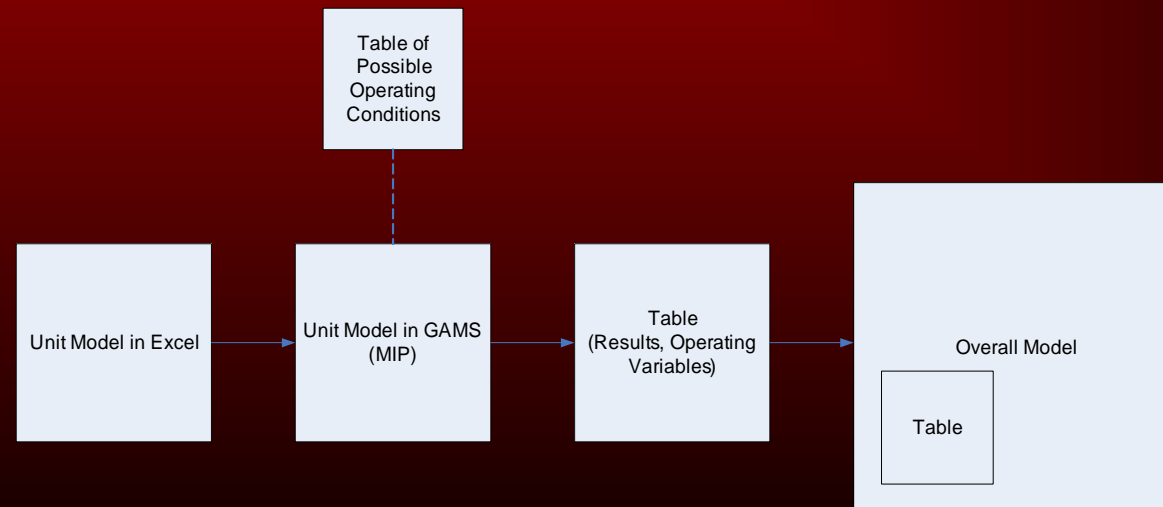 Table of
Possible
Operating
Conditions
Unit Model in Excel
Unit Model in GAMS
(MIP)
Table
(Results, Operating
Variables)
Overall Model
Table